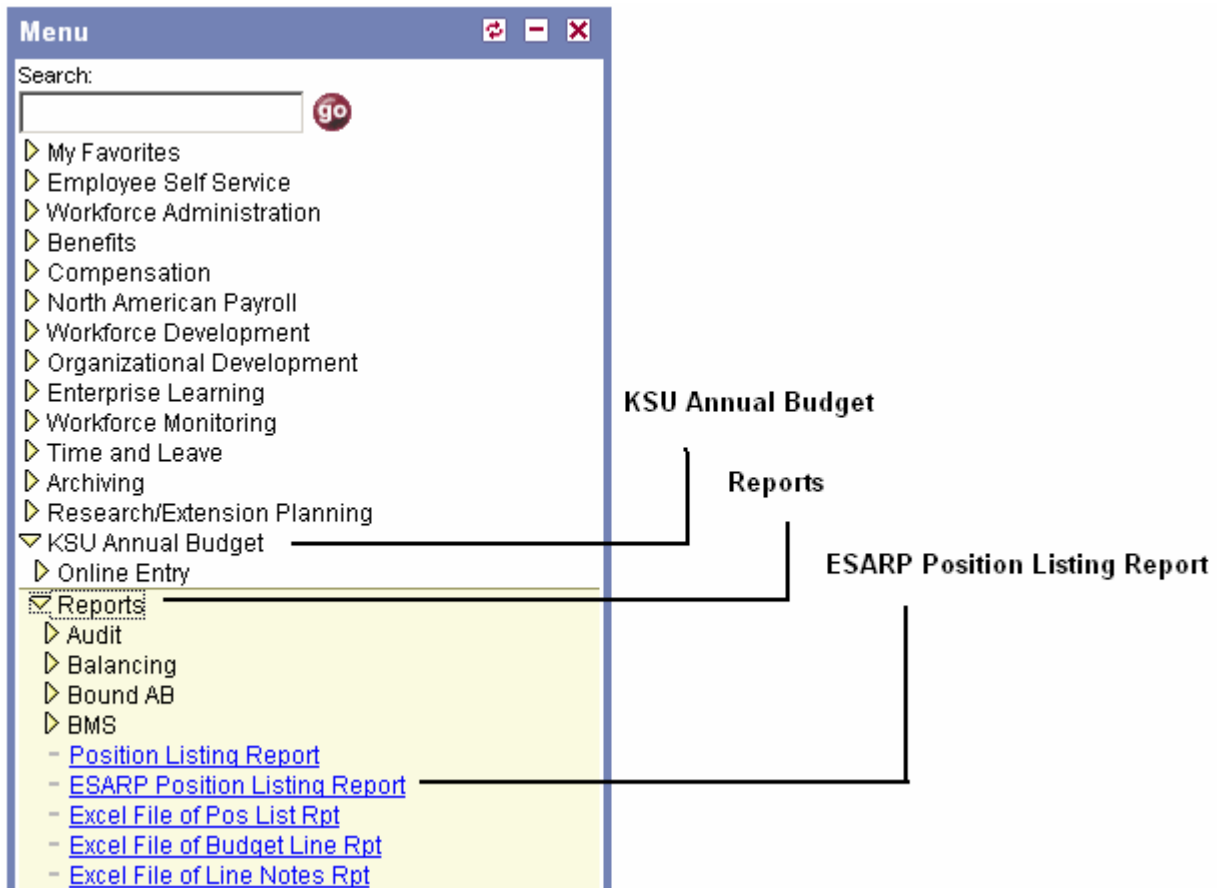 Menu
Search:
go
My Favorites
Employee Self Service
Workforce Administration
Benefits
Compensation
North American Payroll
Workforce Development
Organizational Development
Enterprise Learning
Workforce Monitoring
Time and Leave
Archiving
Research/Extension Planning
KSU Annual Budget
Online Entry
Reports
Audit
Balancing
Bound AB
BMS
Position Listing Report
ESARP Position Listing Report
Excel File of Pos List Rpt
Excel File of Budget Line Rpt
Excel File of Line Notes Rpt
KSU Annual Budget
Reports
ESARP Position Listing Report